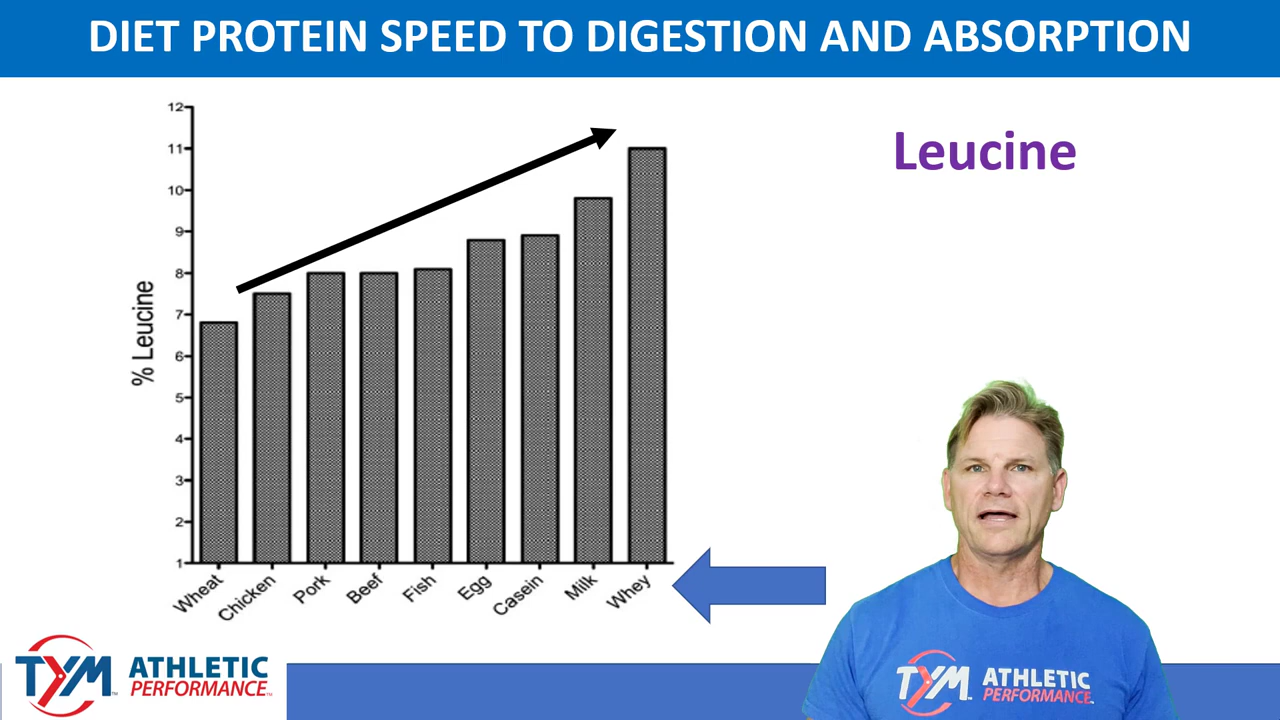 DIET PROTEIN SPEED TO DIGESTION AND ABSORPTION
Leucine
% Leucine
12
11
10
9
8
7
6
5
4
3
2
1
Wheat
Chicken
Pork
Beef
Fish
Egg
Casein
Milk
Whey
TYM ATHLETIC
PERFORMANCE™
TYM ATHLETIC
PERFORMANCE